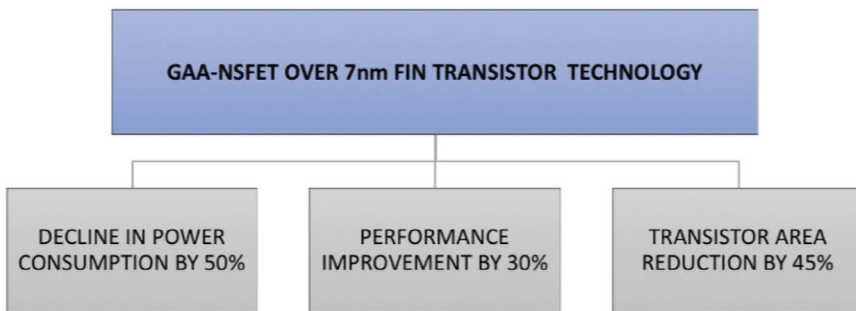 GAA-NSFET OVER 7nm FIN TRANSISTOR TECHNOLOGY
DECLINE IN POWER
CONSUMPTION BY 50%
PERFORMANCE
IMPROVEMENT BY 30%
TRANSISTOR AREA
REDUCTION BY 45%